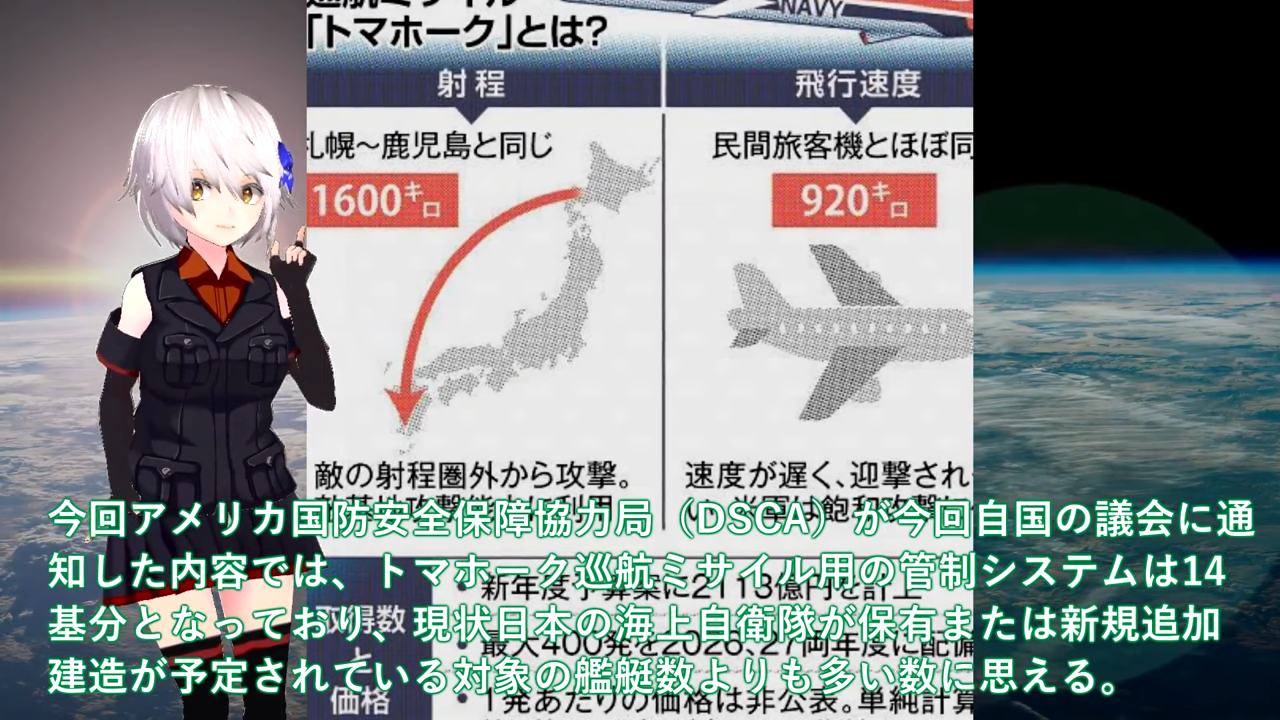 巡航ミサイル
「トマホーク」とは?
NAVY
射程
飛行速度
札幌～鹿児島と同じ
1600キロ
民間旅客機とほぼ同
920キロ
敵の射程圏外から攻撃。
速度が遅く、迎撃され
今回アメリカ国防安全保障協力局（DSCA）が今回自国の議会に通
知した内容では、トマホーク巡航ミサイル用の管制システムは14
基分となっており、現状日本の海上自衛隊が保有または新規追加
建造が予定されている対象の艦艇数よりも多い数に思える。
新年度予算案に2113億円を計上
取得数
と
価格
最大400発を2026、27両年度に配備
1発あたりの価格は非公表。単純計算